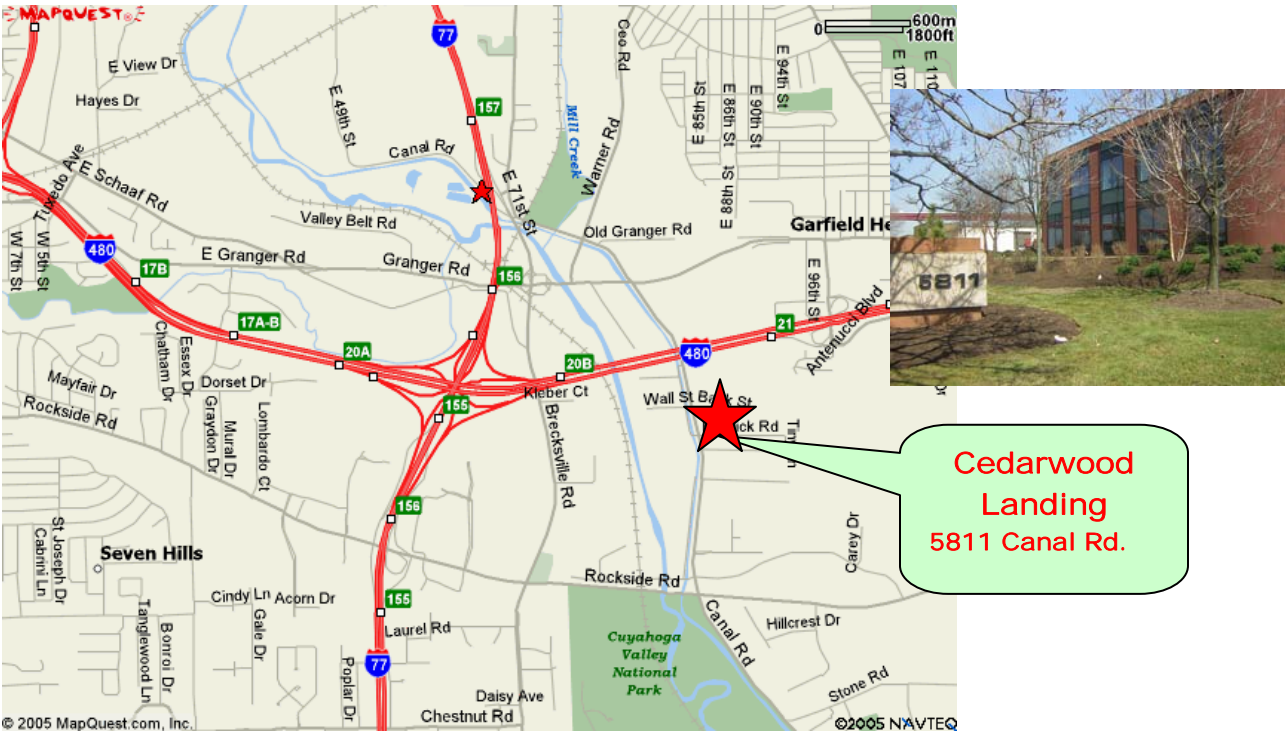 MAPQUEST
77
0
600m
1800ft
E View Dr
Hayes Dr
E 49th St
157
Mill Creek
Ceo Rd
E 85th St
E 86th St
E 90th St
E 94th St
E 107
E 110
Canal Rd
Warner Rd
Tuxedo Ave
E Schaaf Rd
E 71st St
E 88th St
Valley Belt Rd
Old Granger Rd
Garfield He
W 7th St
W 5th St
480
17B
E Granger Rd
Granger Rd
156
E 96th St
5811
17A-B
Antenucci Blvd
21
Chatham Dr
Essex Dr
20A
20B
480
Mayfair Dr
Dorset Dr
Kleber Ct
Wall St
St
Dr
Rockside Rd
Graydon Dr
Mural Dr
Lombardo Ct
155
Brecksville Rd
Rd
Cedarwood
Landing
5811 Canal Rd.
156
St Joseph Dr
Cabrini Ln
Seven Hills
Carey Dr
Rockside Rd
Cindy Ln
Acorn Dr
155
Tanglewood Ln
Bonroi Dr
Gale Dr
Laurel Rd
Canal Rd
Hillcrest Dr
Cuyahoga
Valley
National
Park
77
Poplar Dr
Daisy Ave
Stone Rd
Chestnut Rd
© 2005 MapQuest.com, Inc.
©2005 NAVTEQ